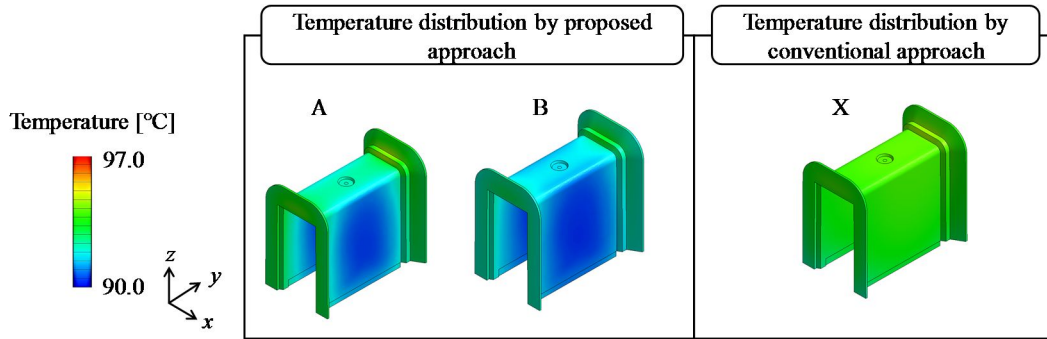 Temperature distribution by proposed
approach
Temperature distribution by
conventional approach
A
B
X
Temperature [°C]
97.0
90.0
z
y
x